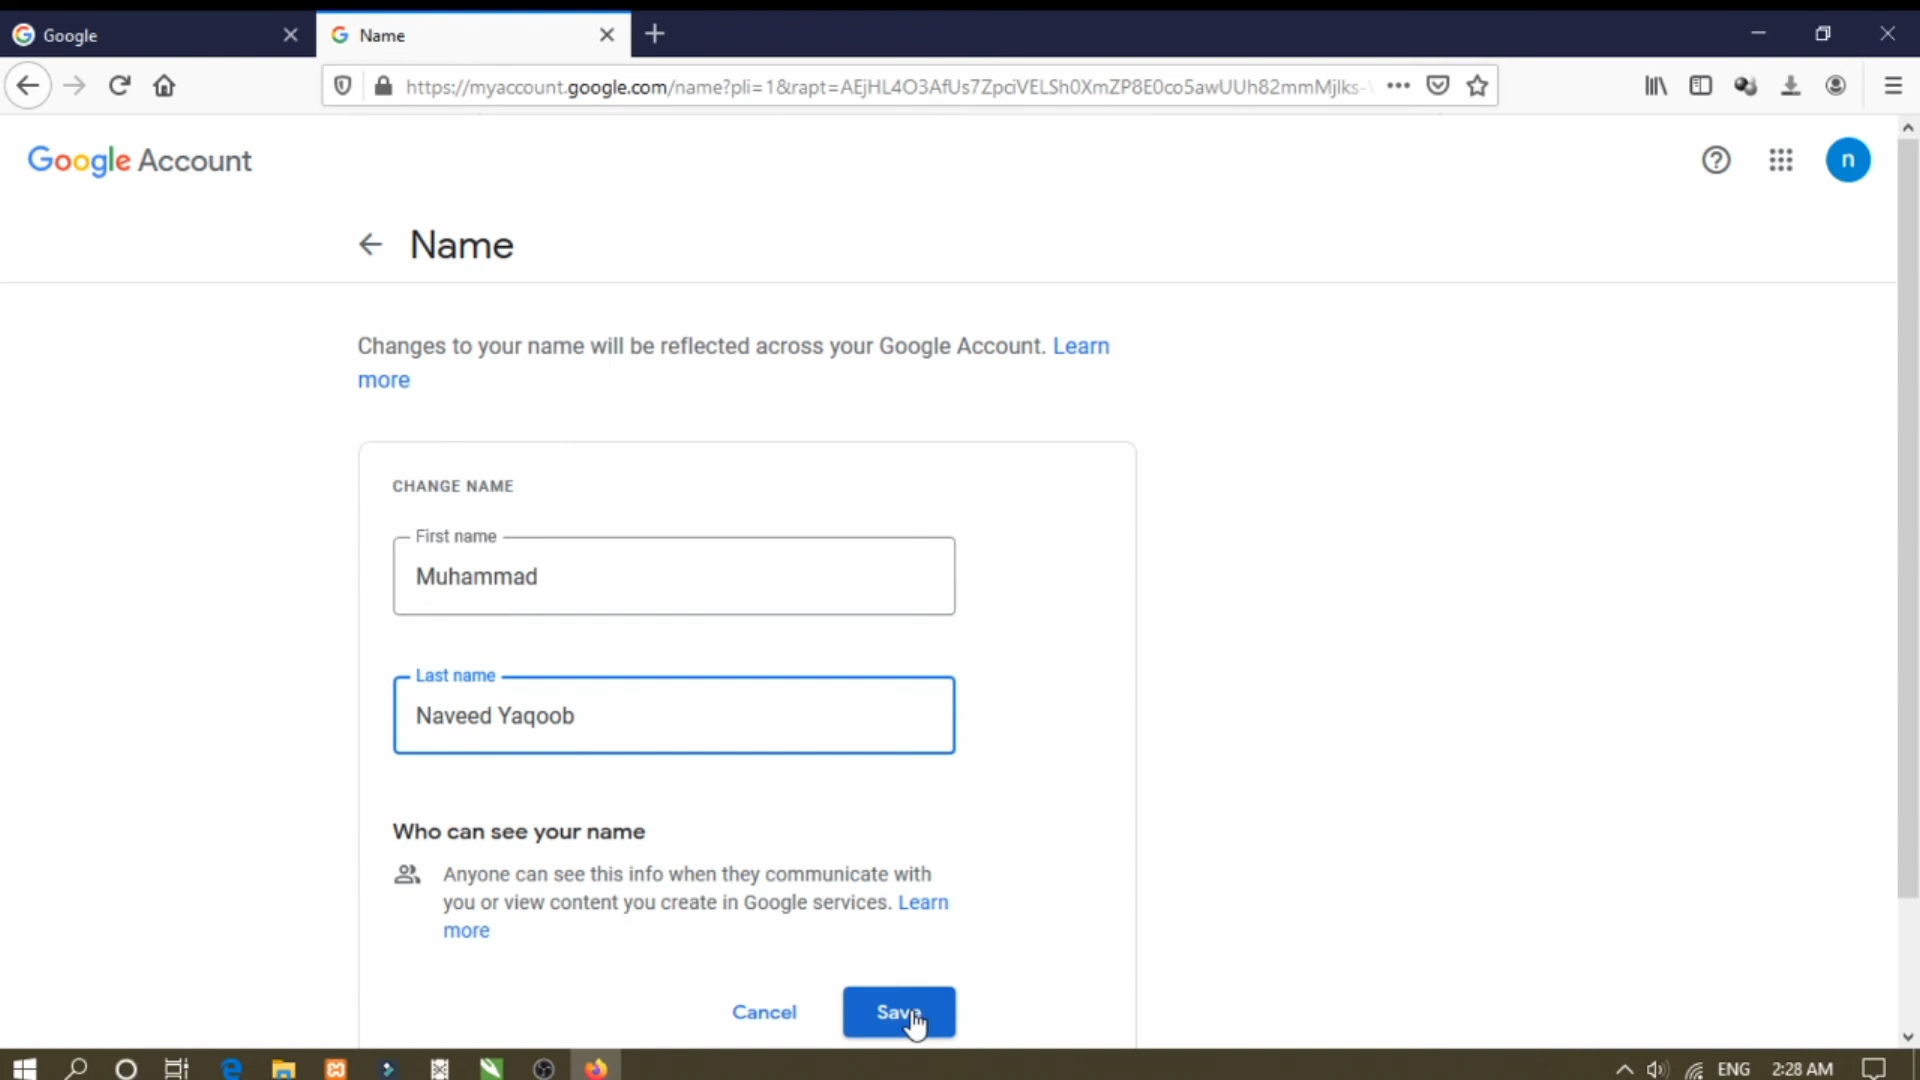 Google
Name
https://myaccount.google.com/name?pli=1&rapt=AEjHL4O3AfUs7ZpciVELSh0XmZP8E0co5awUUh82mmMjlks-
Google Account
n
Name
Changes to your name will be reflected across your Google Account. Learn
more
CHANGE NAME
First name
Muhammad
Last name
Naveed Yaqoob
Who can see your name
Anyone can see this info when they communicate with
you or view content you create in Google services. Learn
more
Cancel
Save
ENG
2:28 AM